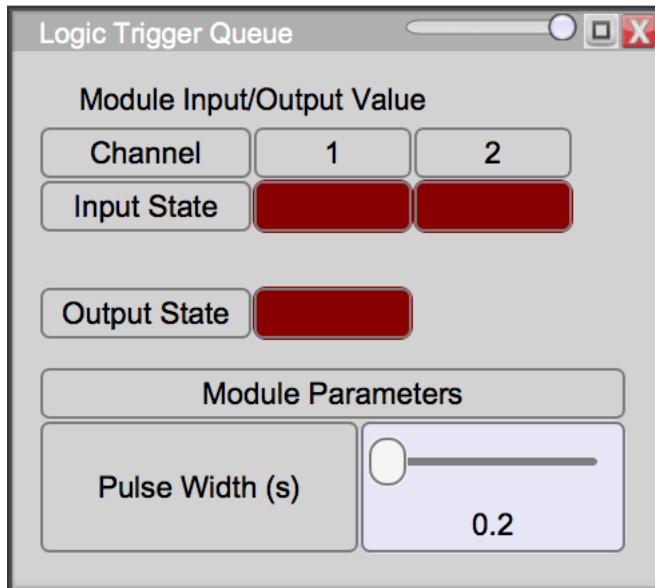 Logic Trigger Queue
Module Input/Output Value
Channel 1 2
Input State
Output State
Module Parameters
Pulse Width (s)
0.2